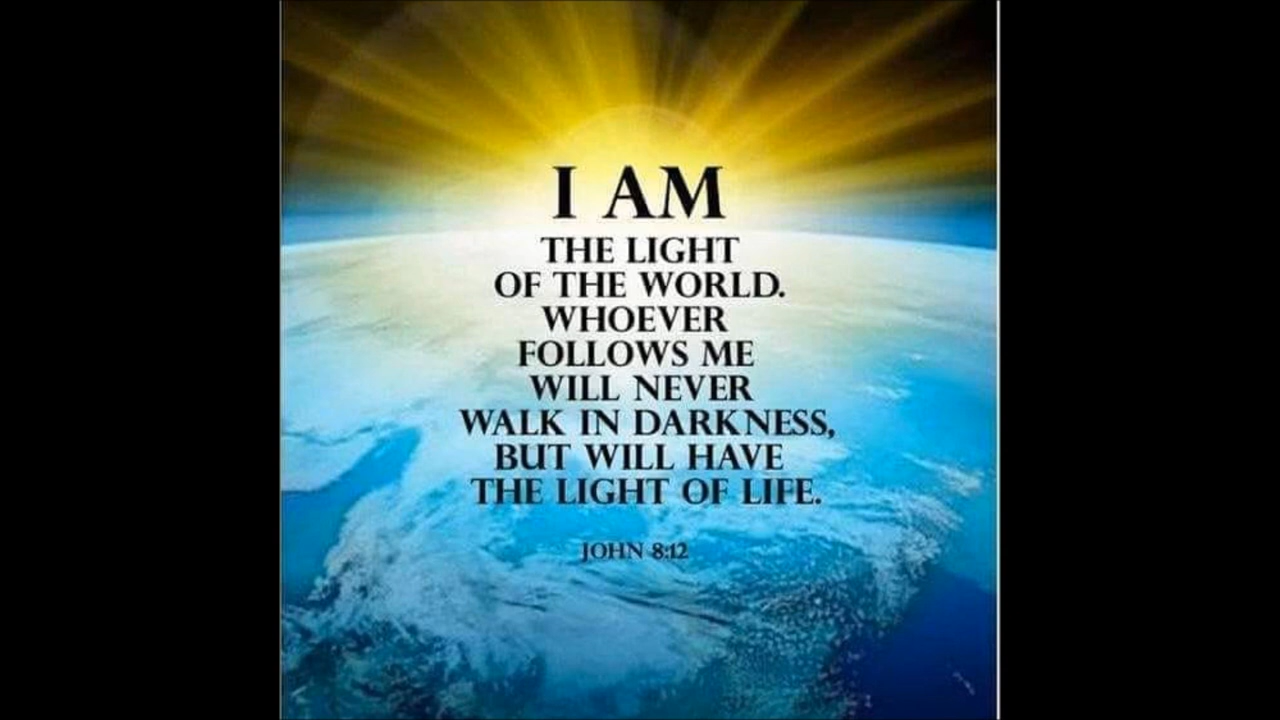 I AM
THE LIGHT
OF THE WORLD.
WHOEVER
FOLLOWS ME
WILL NEVER
WALK IN DARKNESS,
BUT WILL HAVE
THE LIGHT OF LIFE.
JOHN 8:12